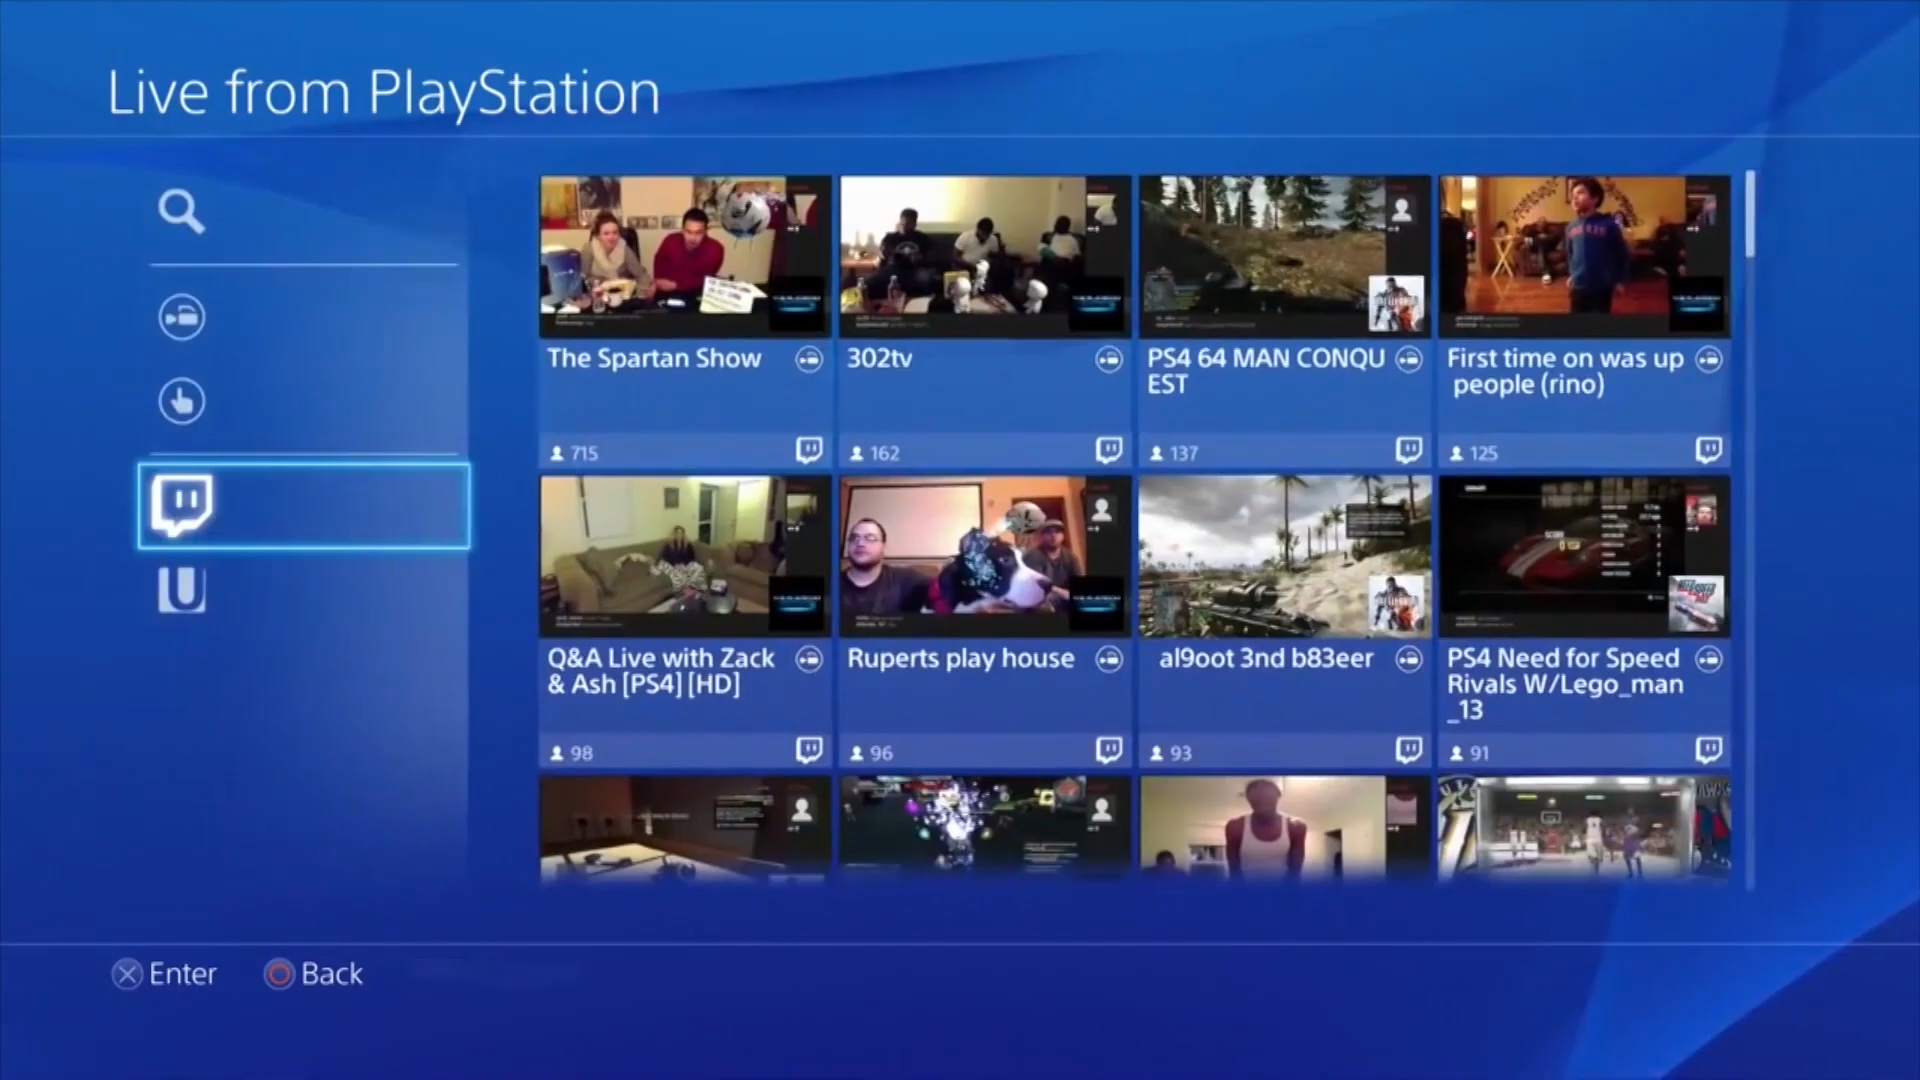 Live from PlayStation
The Spartan Show
302tv
PS4 64 MAN CONQU
EST
First time on was up
people (rino)
715
162
137
125
Q&A Live with Zack
& Ash [PS4] [HD]
Ruperts play house
al9oot 3nd b83eer
PS4 Need for Speed
Rivals W/Lego_man
_13
98
96
93
91
Enter
Back